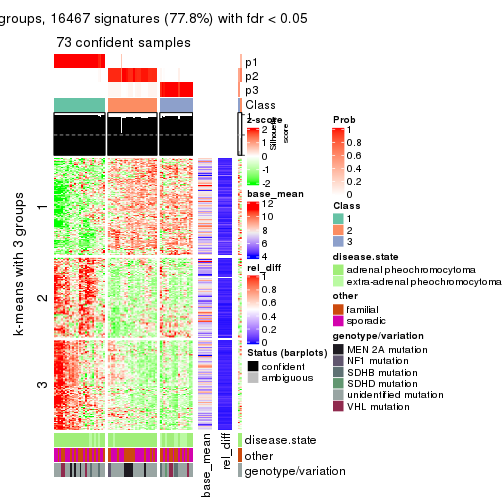 groups, 16467 signatures (77.8%) with fdr < 0.05
73 confident samples
p1
p2
p3
Class
1
Silhouette
score
k-means with 3 groups
1
2
3
z-score
2
1
0
-1
-2
base_mean
12
10
8
6
4
rel_diff
1
0.8
0.6
0.4
0.2
0
Status (barplots)
confident
ambiguous
Prob
1
0.8
0.6
0.4
0.2
0
Class
1
2
3
disease.state
adrenal pheochromocytoma
extra-adrenal pheochromocytoma
other
familial
sporadic
genotype/variation
MEN 2A mutation
NF1 mutation
SDHB mutation
SDHD mutation
unidentified mutation
VHL mutation
disease.state
other
genotype/variation
base_mean
rel_diff